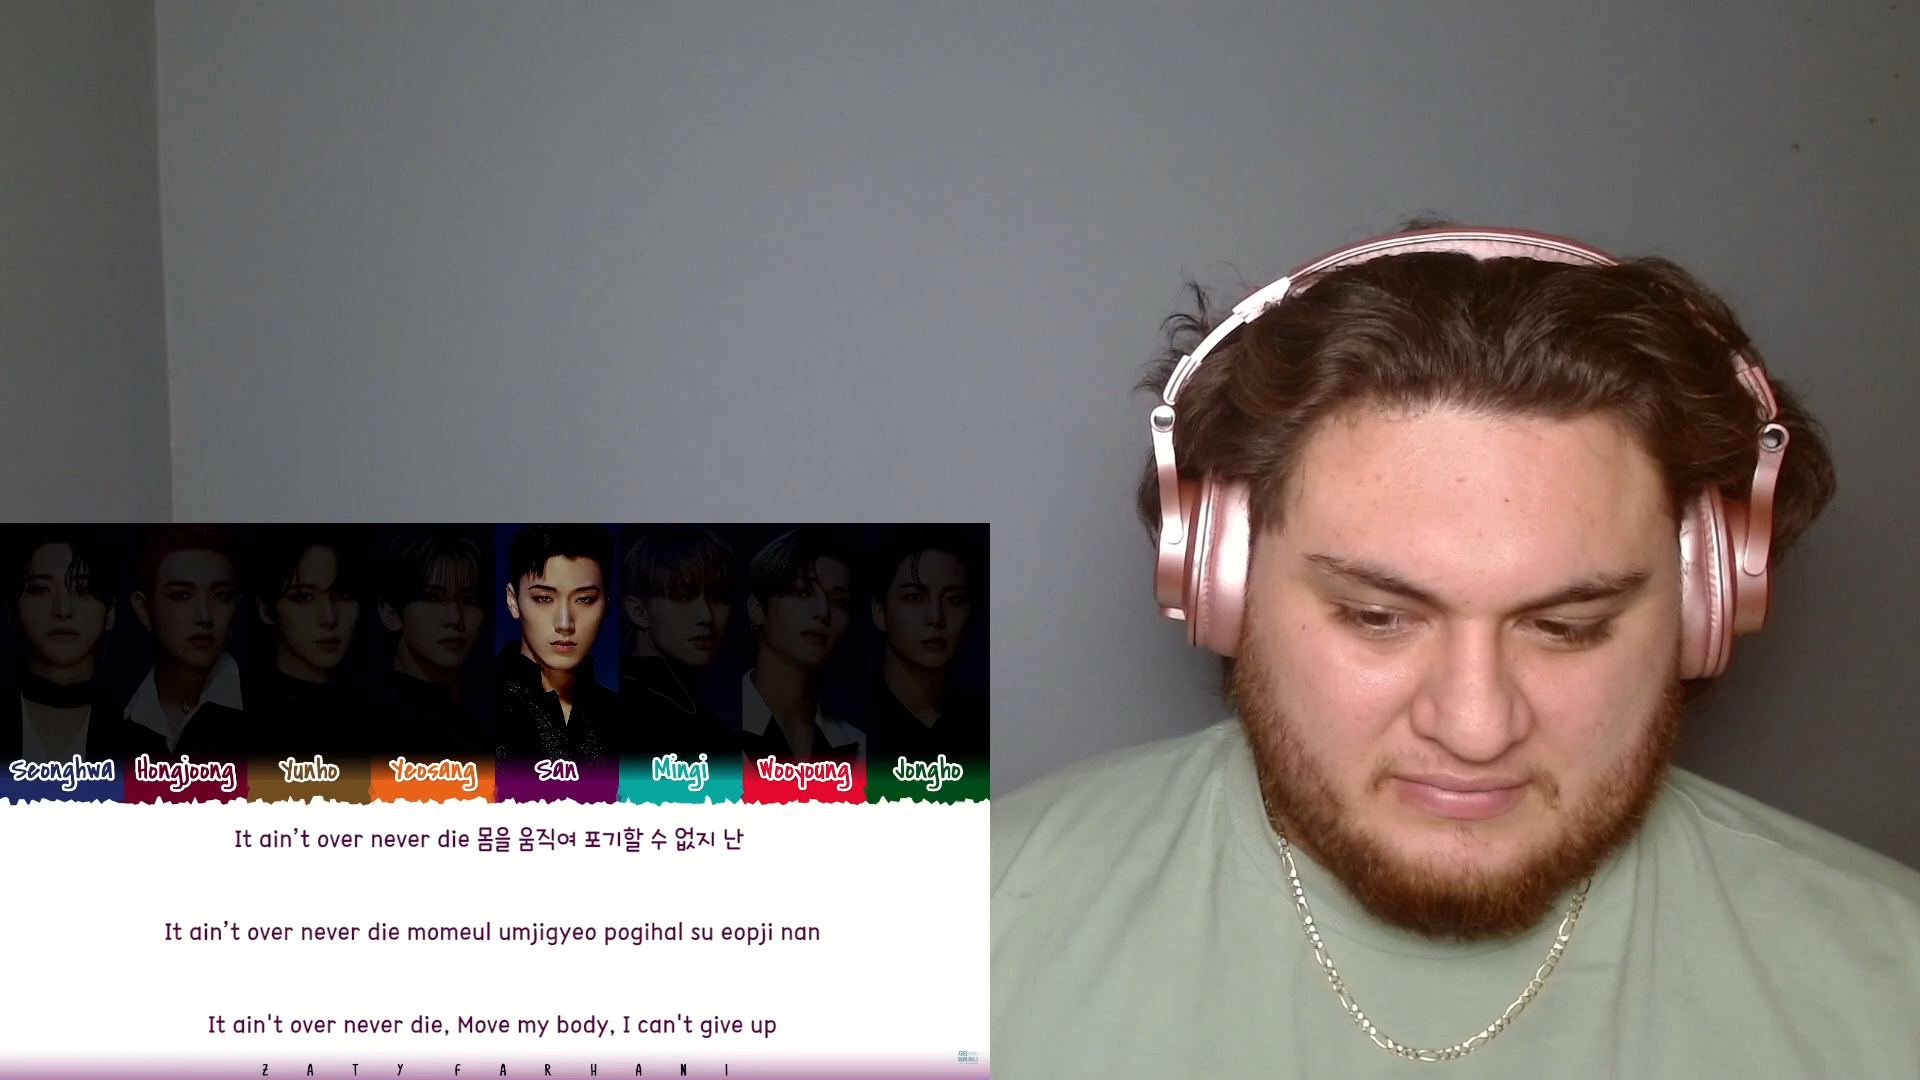 Seonghwa Hongjoong Yunho Yeosang San Mingi Wooyoung Jongho
It ain’t over never die 몸을 움직여 포기할 수 없지 난
It ain’t over never die momeul umjigyeo pogihal su eopji nan
It ain't over never die, Move my body, I can't give up
ZATY FARHANI